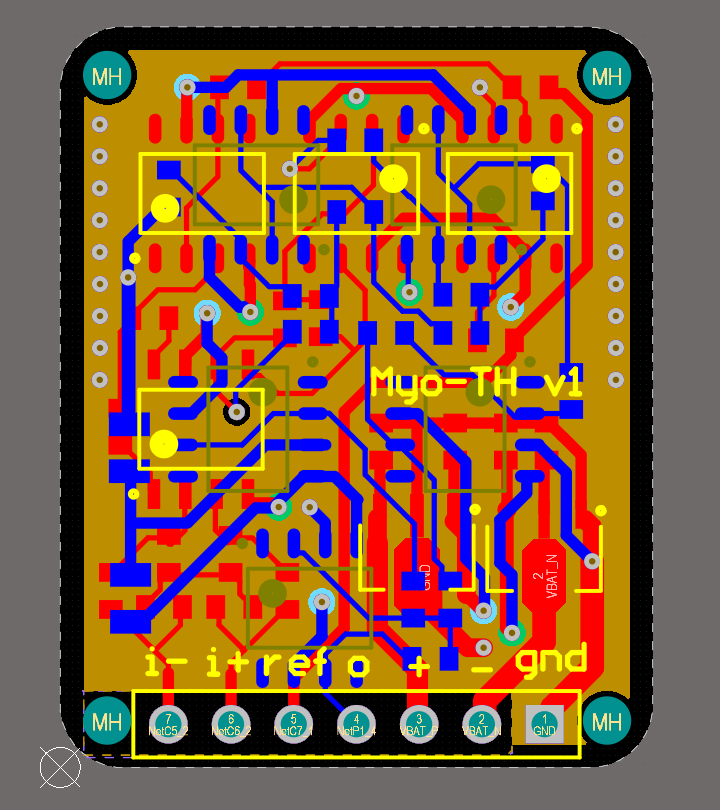 MH MH
Myo-TH v1
GND
2
VBAT_N
i- i+ ref o + - gnd
MH MH
7 6 5 4 3 2 1
NetC5_2 NetC6_2 NetC7_1 NetP1_4 VBAT_P VBAT_N GND